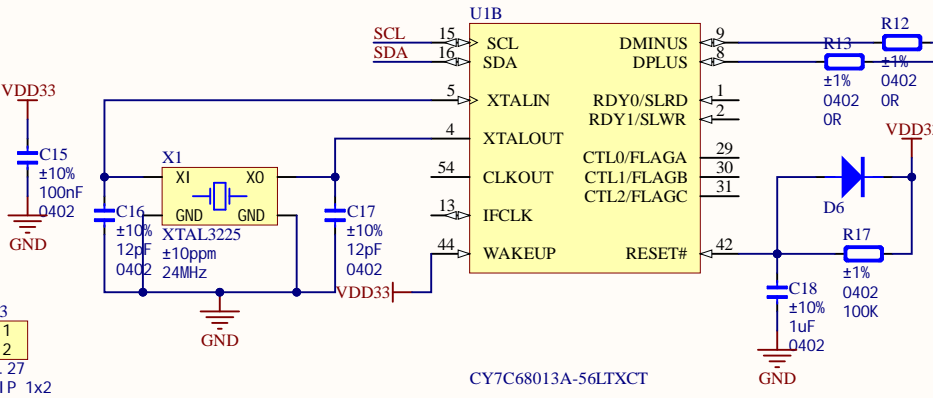 U1B
SCL
15
SCL
SDA
16
SDA
5
XTALIN
4
XTALOUT
54
CLKOUT
13
IFCLK
44
WAKEUP
DMINUS
9
DPLUS
8
RDY0/SLRD
1
RDY1/SLWR
2
CTL0/FLAGA
29
CTL1/FLAGB
30
CTL2/FLAGC
31
RESET#
42
CY7C68013A-56LTXCT
R12
±1%
0402
0R
R13
±1%
0402
0R
VDD33
C15
±10%
100nF
0402
GND
X1
XI
XO
GND
GND
XTAL3225
±10ppm
24MHz
C16
±10%
12pF
0402
C17
±10%
12pF
0402
GND
VDD33
D6
R17
±1%
0402
100K
C18
±10%
1uF
0402
GND
3
1
2
27
1x2